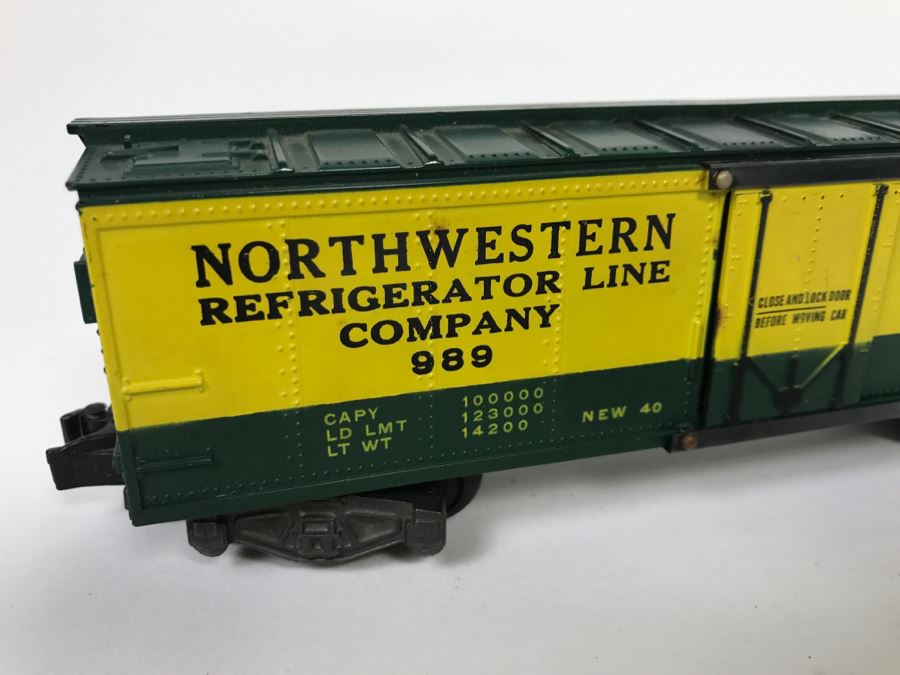 NORTHWESTERN
REFRIGERATOR LINE
COMPANY
989
CAPY 100000
LD LMT 123000 NEW 40
LT WT 14200
CLOSE AND LOCK DOOR
BEFORE MOVING CAR